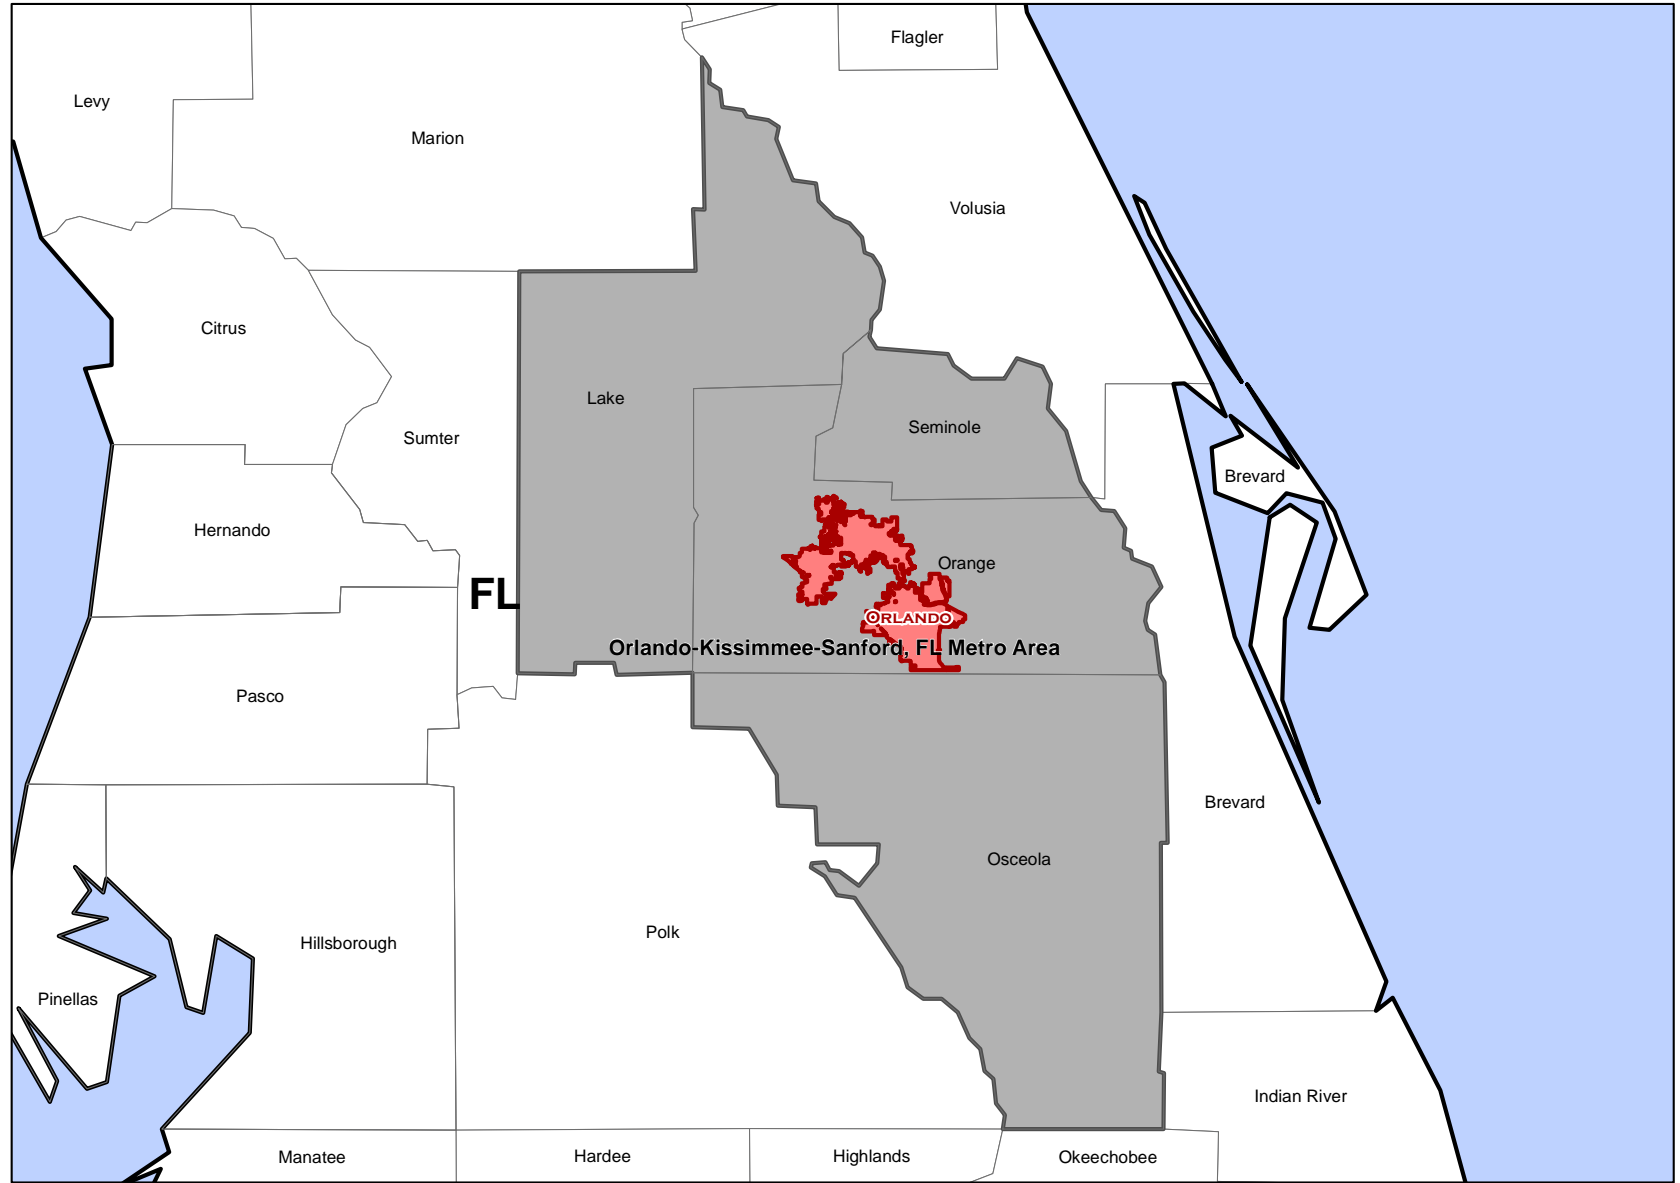 Flagler
Levy
Marion
Volusia
Citrus
Lake
Seminole
Sumter
Brevard
Hernando
Orange
FL
ORLANDO
Orlando-Kissimmee-Sanford, FL Metro Area
Pasco
Brevard
Osceola
Polk
Hillsborough
Pinellas
Indian River
Manatee
Hardee
Highlands
Okeechobee